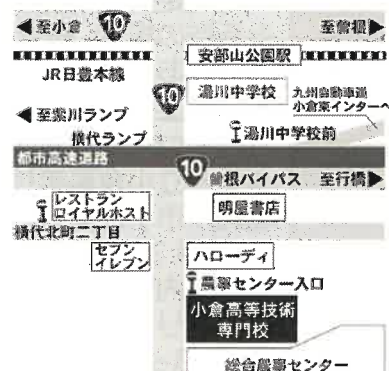 ◀至小倉
10
至曽根▶
安部山公園駅
JR日豊本線
10
湯川中学校
九州自動車道
小倉東インターへ
◀至紫川ランプ
湯川中学校前
横代ランプ
都市高速道路
10
曽根バイパス 至行橋▶
レストラン
ロイヤルホスト
明屋書店
横代北町二丁目
セブン
イレブン
ハローディ
農事センター入口
小倉高等技術
専門校
総合農事センター